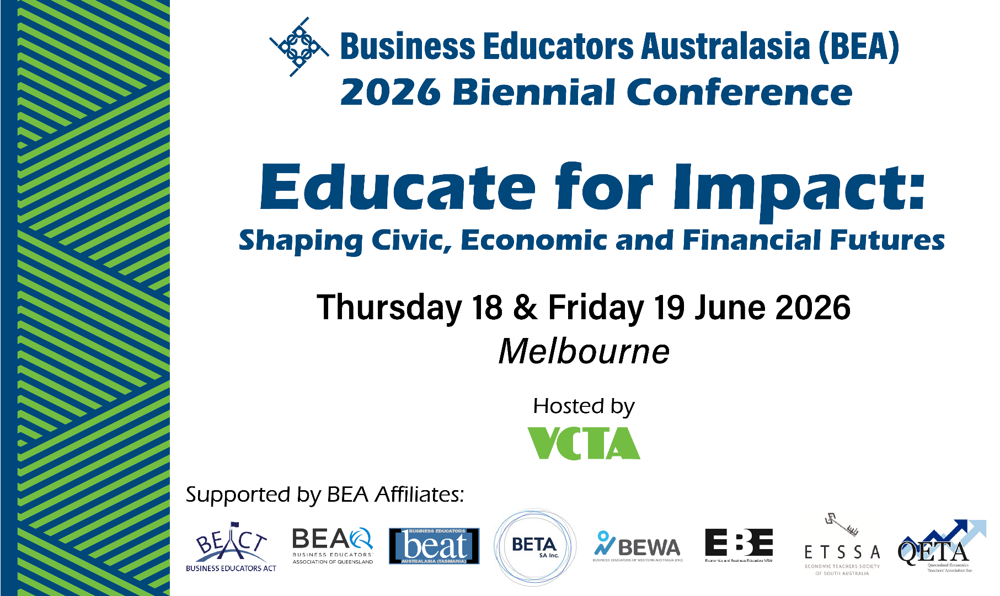 Business Educators Australasia (BEA)
2026 Biennial Conference
Educate for Impact:
Shaping Civic, Economic and Financial Futures
Thursday 18 & Friday 19 June 2026
Melbourne
Hosted by
VCTA
Supported by BEA Affiliates:
BEACT
BUSINESS EDUCATORS ACT
BEAQ
BUSINESS EDUCATORS'
ASSOCIATION OF QUEENSLAND
BUSINESS EDUCATORS
beat
AUSTRALASIA (TASMANIA)
BETA
SA Inc.
BEWA
BUSINESS EDUCATORS OF WESTERN AUSTRALIA (INC)
EBE
Economics and Business Educators NSW
ETSSA
ECONOMIC TEACHERS SOCIETY
OF SOUTH AUSTRALIA
QETA
Queensland Economics
Teachers' Association Inc.